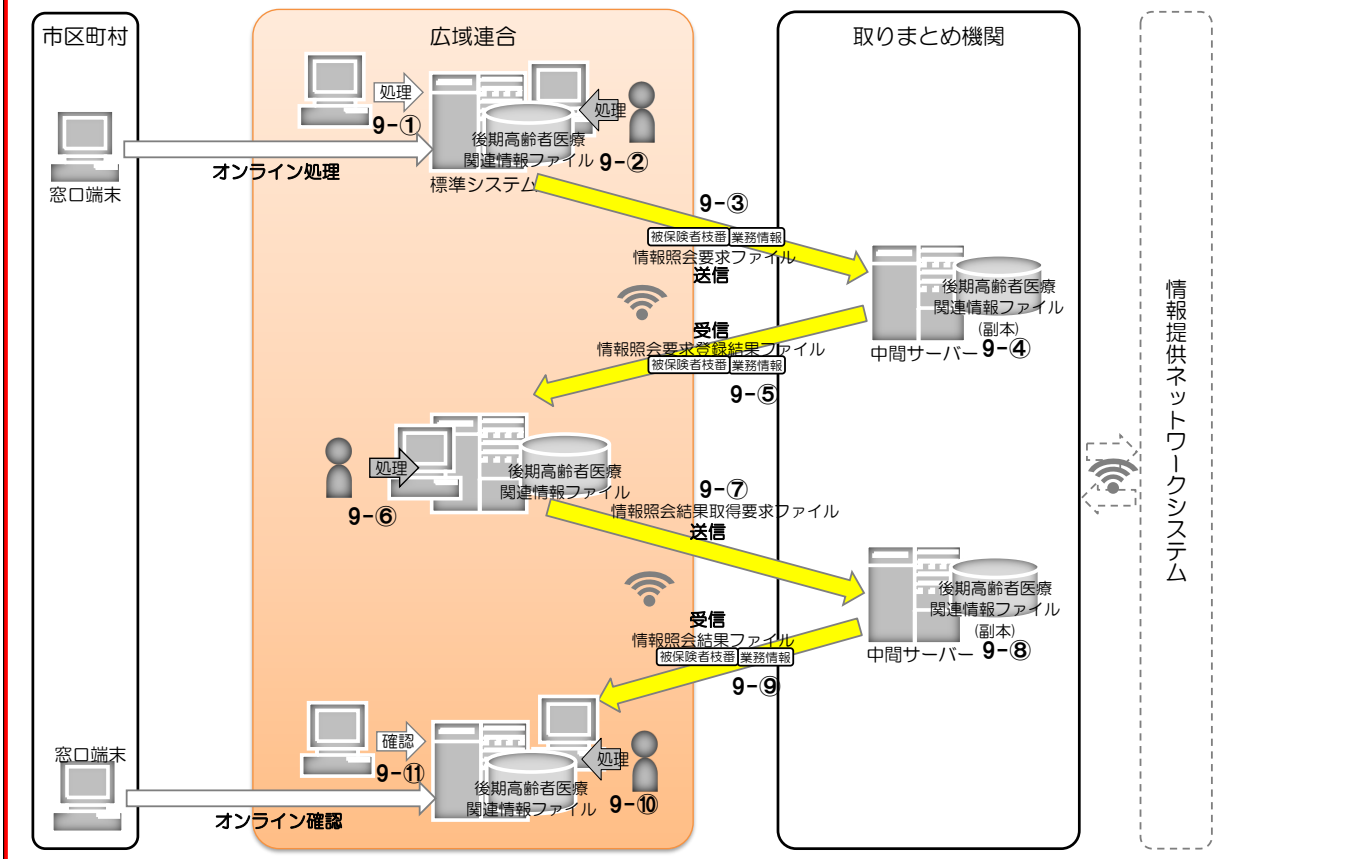 市区町村
広域連合
取りまとめ機関
処理
処理
9-①
後期高齢者医療
関連情報ファイル
9-②
オンライン処理
標準システム
窓口端末
9-③
被保険者枝番
業務情報
情報照会要求ファイル
送信
後期高齢者医療
関連情報ファイル
(副本)
中間サーバー
9-④
受信
情報照会要求登録結果ファイル
被保険者枝番
業務情報
9-⑤
処理
後期高齢者医療
関連情報ファイル
9-⑥
9-⑦
情報照会結果取得要求ファイル
送信
後期高齢者医療
関連情報ファイル
(副本)
中間サーバー
9-⑧
受信
情報照会結果ファイル
被保険者枝番
業務情報
9-⑨
確認
処理
9-⑪
後期高齢者医療
関連情報ファイル
9-⑩
窓口端末
オンライン確認
情報提供ネットワークシステム